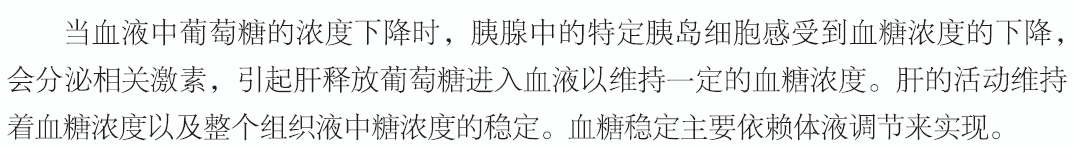 当血液中葡萄糖的浓度下降时，胰腺中的特定胰岛细胞感受到血糖浓度的下降，
会分泌相关激素，引起肝释放葡萄糖进入血液以维持一定的血糖浓度。肝的活动维持
着血糖浓度以及整个组织液中糖浓度的稳定。血糖稳定主要依赖体液调节来实现。